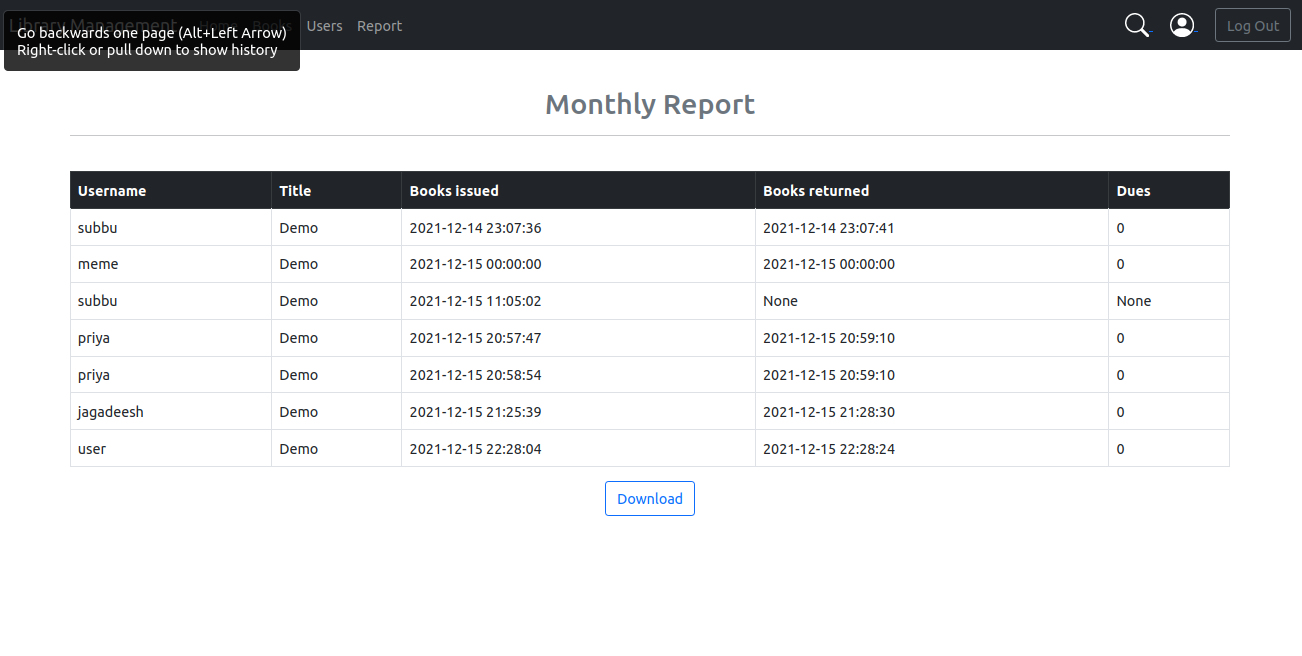 Library Management Home Books Users Report Log Out
Go backwards one page (Alt+Left Arrow)
Right-click or pull down to show history
Monthly Report
Username Title Books issued Books returned Dues
subbu Demo 2021-12-14 23:07:36 2021-12-14 23:07:41 0
meme Demo 2021-12-15 00:00:00 2021-12-15 00:00:00 0
subbu Demo 2021-12-15 11:05:02 None None
priya Demo 2021-12-15 20:57:47 2021-12-15 20:59:10 0
priya Demo 2021-12-15 20:58:54 2021-12-15 20:59:10 0
jagadeesh Demo 2021-12-15 21:25:39 2021-12-15 21:28:30 0
user Demo 2021-12-15 22:28:04 2021-12-15 22:28:24 0
Download